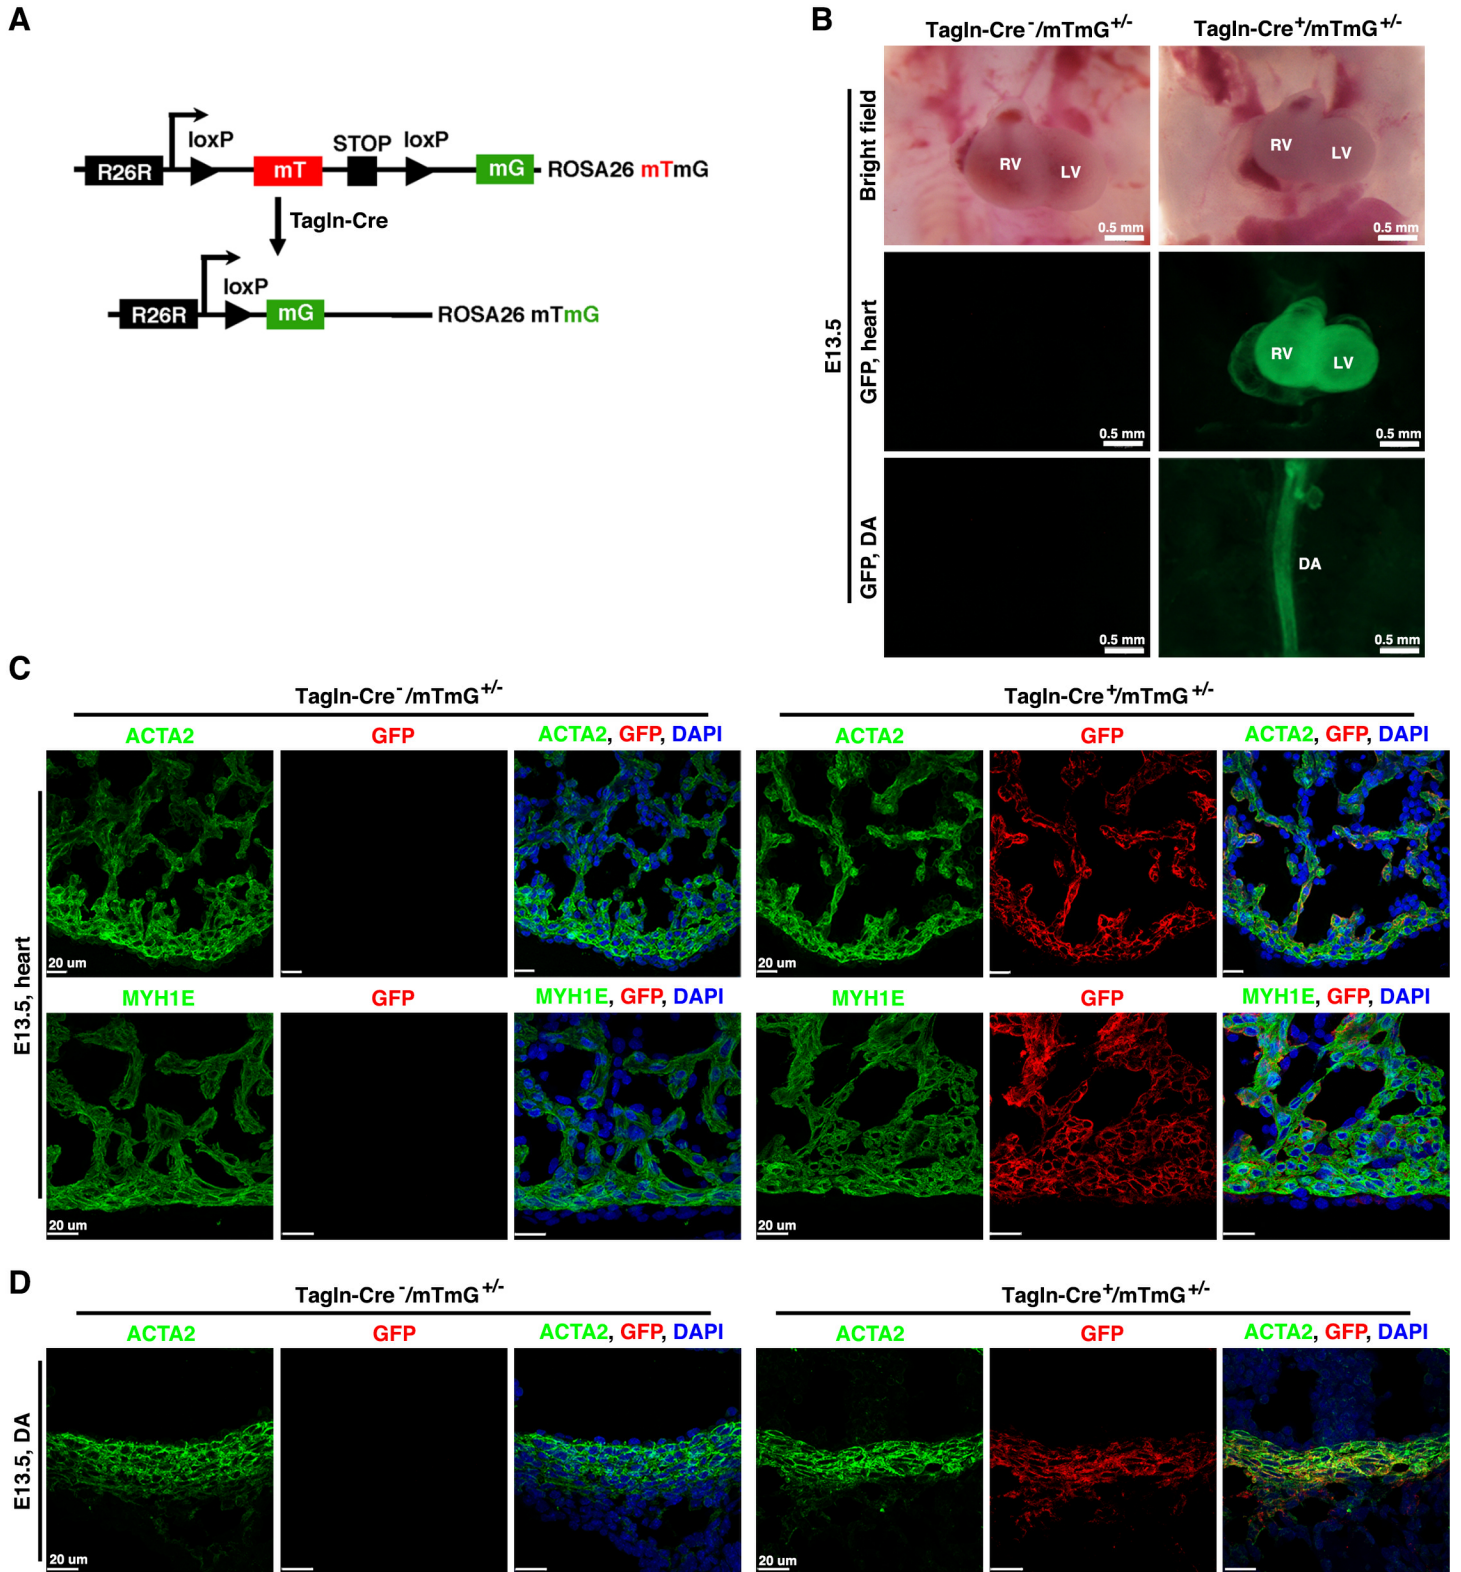 A
loxP STOP loxP
R26R mT mG ROSA26 mTmG
Tagln-Cre
loxP
R26R mG ROSA26 mTmG
B
Tagln-Cre-/mTmG+/- Tagln-Cre+/mTmG+/-
E13.5
Bright field
RV LV 0.5 mm
RV LV 0.5 mm
GFP, heart
0.5 mm
RV LV 0.5 mm
GFP, DA
0.5 mm
DA 0.5 mm
C
Tagln-Cre-/mTmG+/- Tagln-Cre+/mTmG+/-
ACTA2 GFP ACTA2, GFP, DAPI ACTA2 GFP ACTA2, GFP, DAPI
E13.5, heart
20 um 20 um
MYH1E GFP MYH1E, GFP, DAPI MYH1E GFP MYH1E, GFP, DAPI
20 um 20 um
D
Tagln-Cre-/mTmG+/- Tagln-Cre+/mTmG+/-
ACTA2 GFP ACTA2, GFP, DAPI ACTA2 GFP ACTA2, GFP, DAPI
E13.5, DA
20 um 20 um